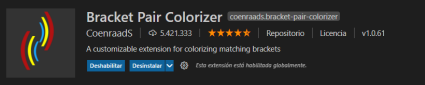 Bracket Pair Colorizer coenraads.bracket-pair-colorizer
CoenraadS | 5.421.333 | Repositorio | Licencia | v1.0.61
A customizable extension for colorizing matching brackets
Deshabilitar Desinstalar Esta extensión está habilitada globalmente.